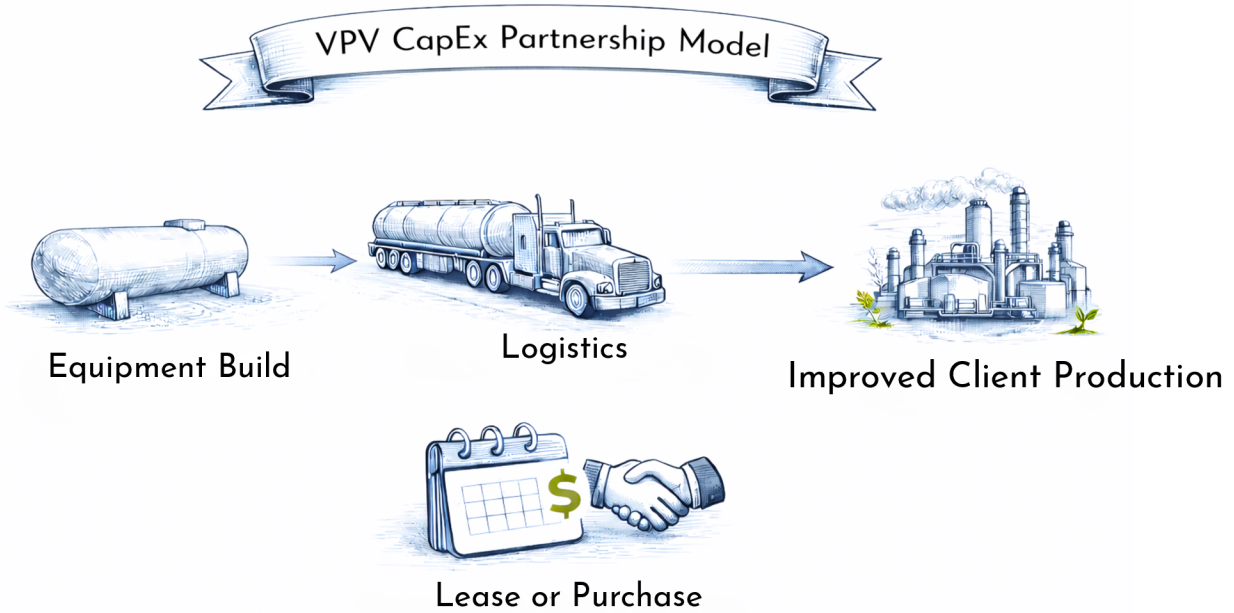 VPV CapEx Partnership Model
Equipment Build
Logistics
Improved Client Production
$
Lease or Purchase